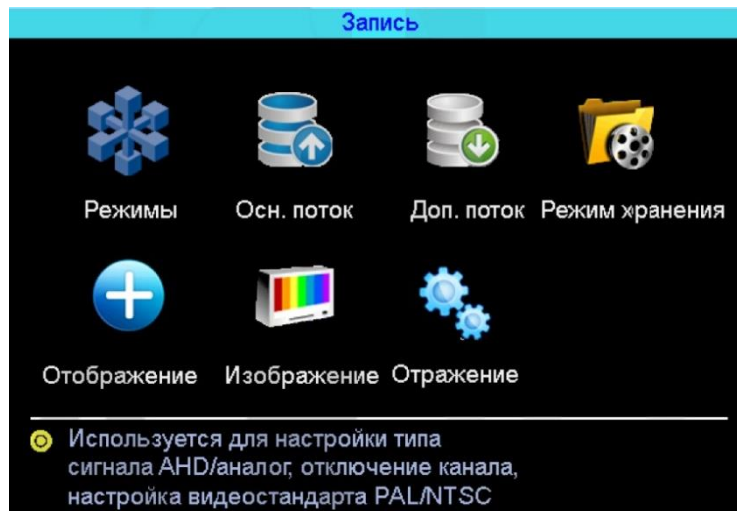 Запись
Режимы Осн. поток Доп. поток Режим хранения
Отображение Изображение Отражение
Используется для настройки типа
сигнала AHD/аналог, отключение канала,
настройка видеостандарта PAL/NTSC